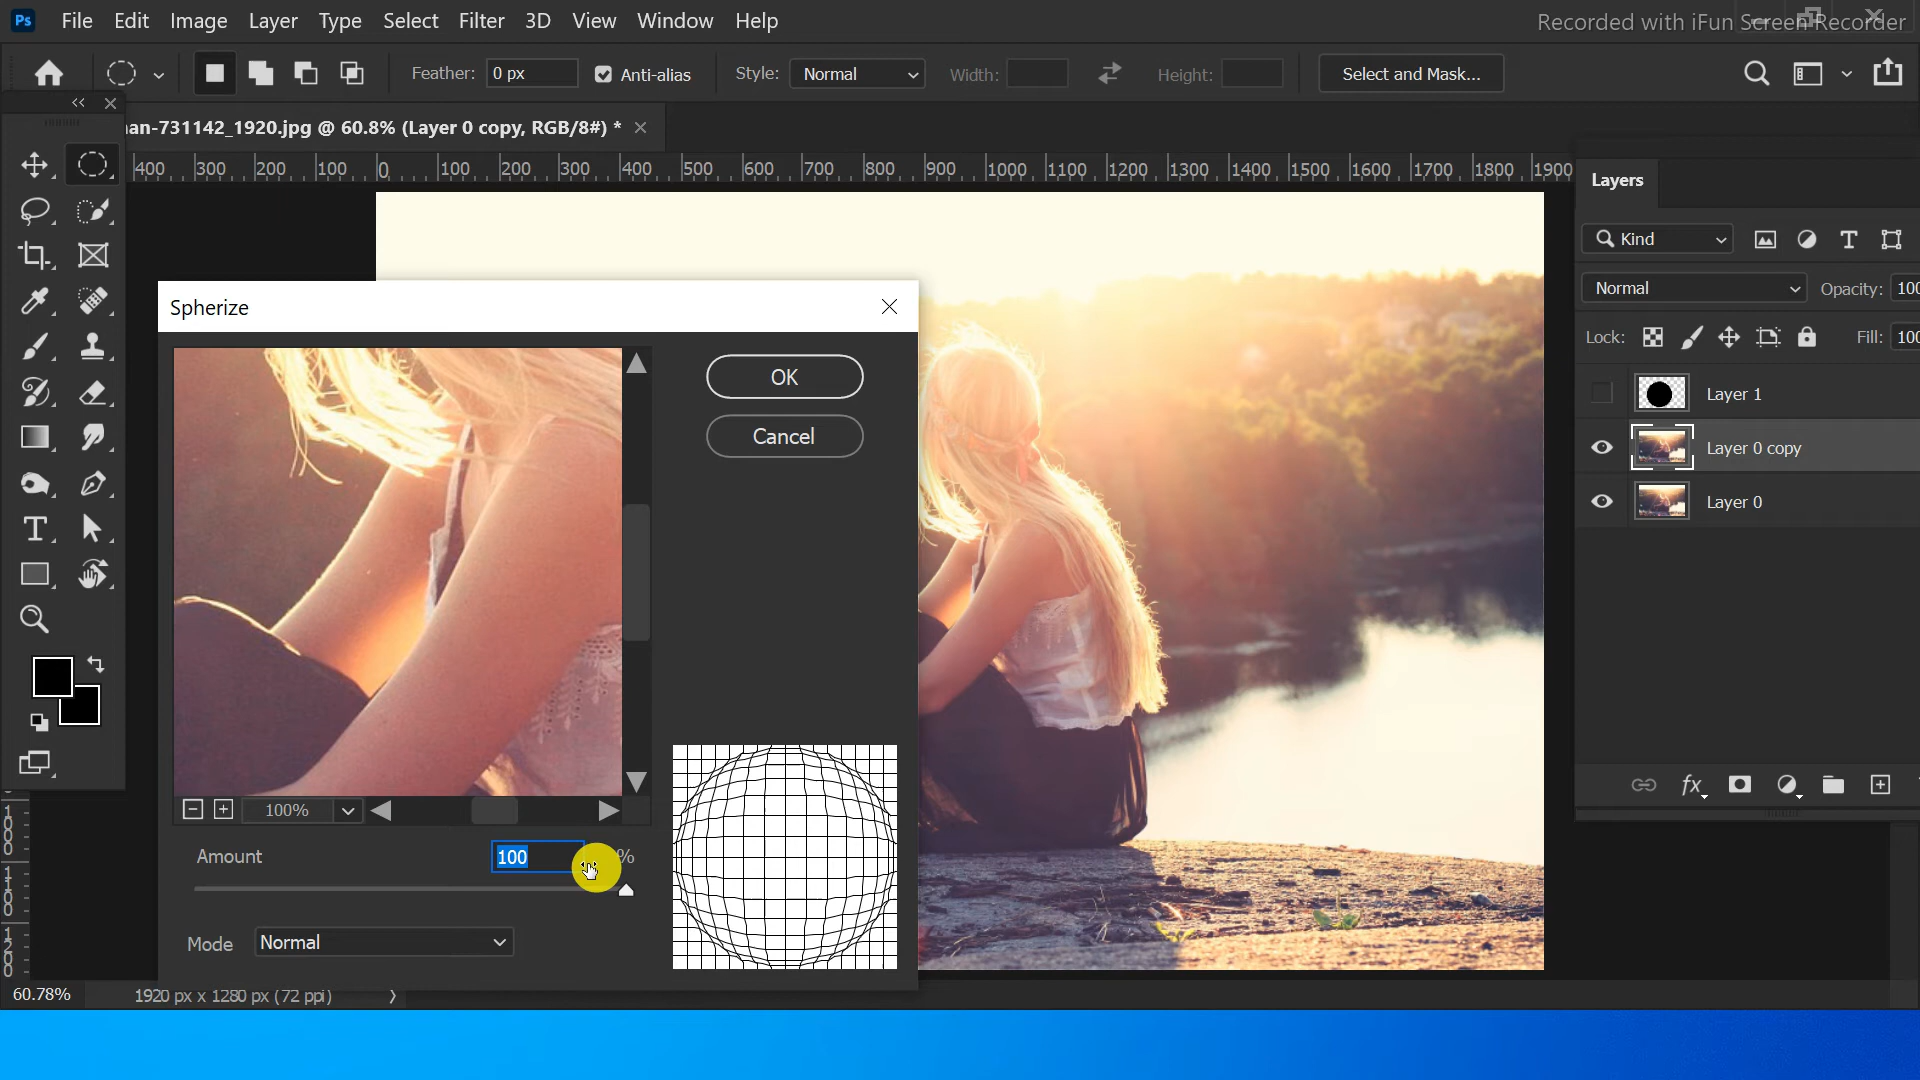 Ps File Edit Image Layer Type Select Filter 3D View Window Help
Recorded with iFun Screen Recorder
Feather: 0 px Anti-alias Style: Normal Width: Height: Select and Mask...
an-731142_1920.jpg @ 60.8% (Layer 0 copy, RGB/8#) *
400 300 200 100 0 100 200 300 400 500 600 700 800 900 1000 1100 1200 1300 1400 1500 1600 1700 1800 1900
Layers
Kind
Normal Opacity: 100
Lock: Fill: 100
Layer 1
Layer 0 copy
Layer 0
Spherize
OK
Cancel
100%
Amount 100 %
Mode Normal
1000
1100
1200
60.78% 1920 px x 1280 px (72 ppi)